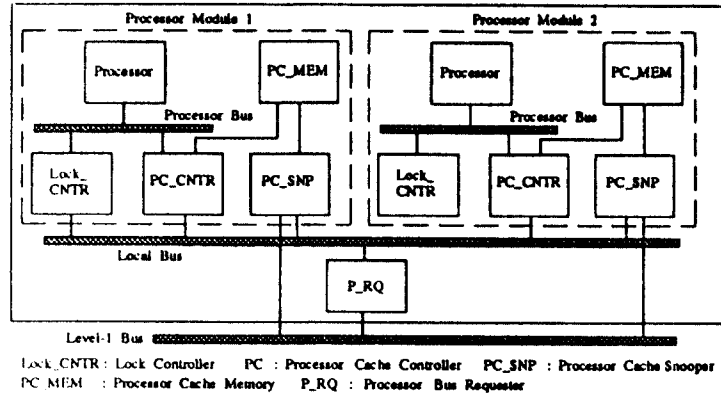 Processor Module 1
Processor Module 2
Processor
PC_MEM
Processor
PC_MEM
Processor Bus
Processor Bus
Lock_
CNTR
PC_CNTR
PC_SNP
Lock_
CNTR
PC_CNTR
PC_SNP
Local Bus
P_RQ
Level-1 Bus
Lock_CNTR : Lock Controller PC : Processor Cache Controller PC_SNP : Processor Cache Snooper
PC_MEM : Processor Cache Memory P_RQ : Processor Bus Requester